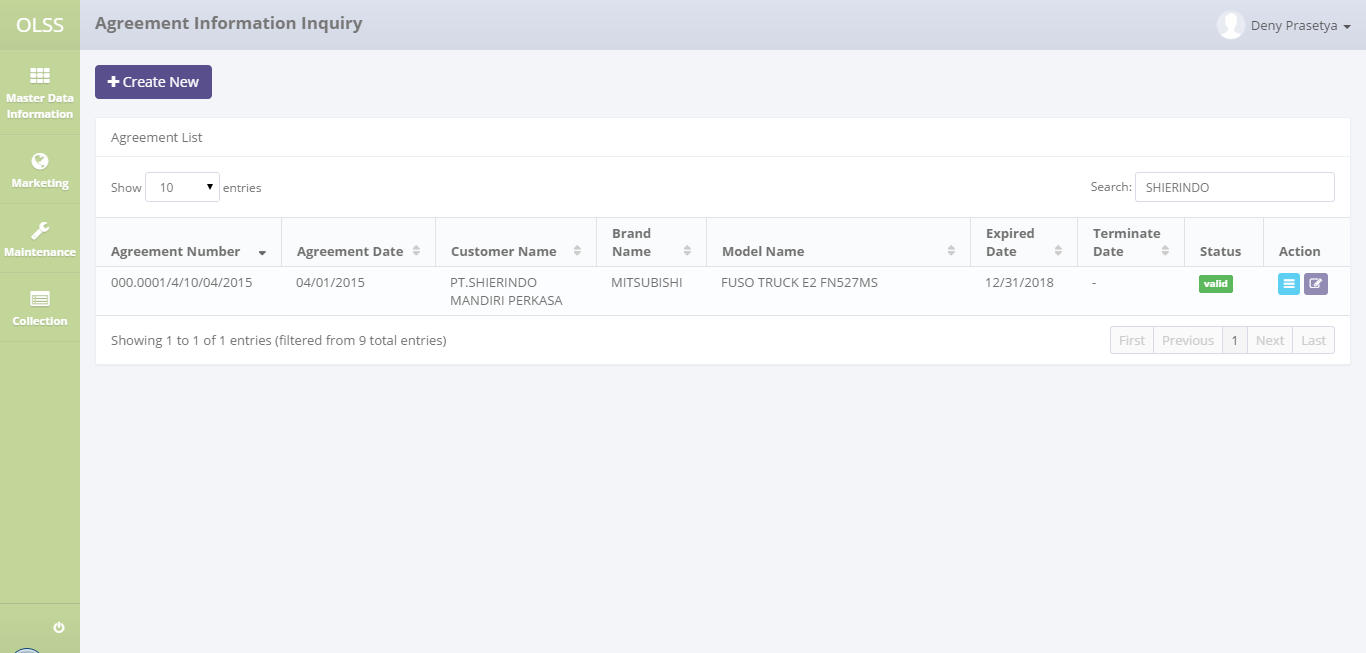 OLSS
Agreement Information Inquiry
Deny Prasetya
Create New
Master Data
Information
Marketing
Maintenance
Collection
Agreement List
Show 10 entries
Search: SHIERINDO
Agreement Number Agreement Date Customer Name Brand Name Model Name Expired Date Terminate Date Status Action
000.0001/4/10/04/2015 04/01/2015 PT.SHIERINDO MITSUBISHI FUSO TRUCK E2 FN527MS 12/31/2018 - valid
MANDIRI PERKASA
Showing 1 to 1 of 1 entries (filtered from 9 total entries)
First Previous 1 Next Last